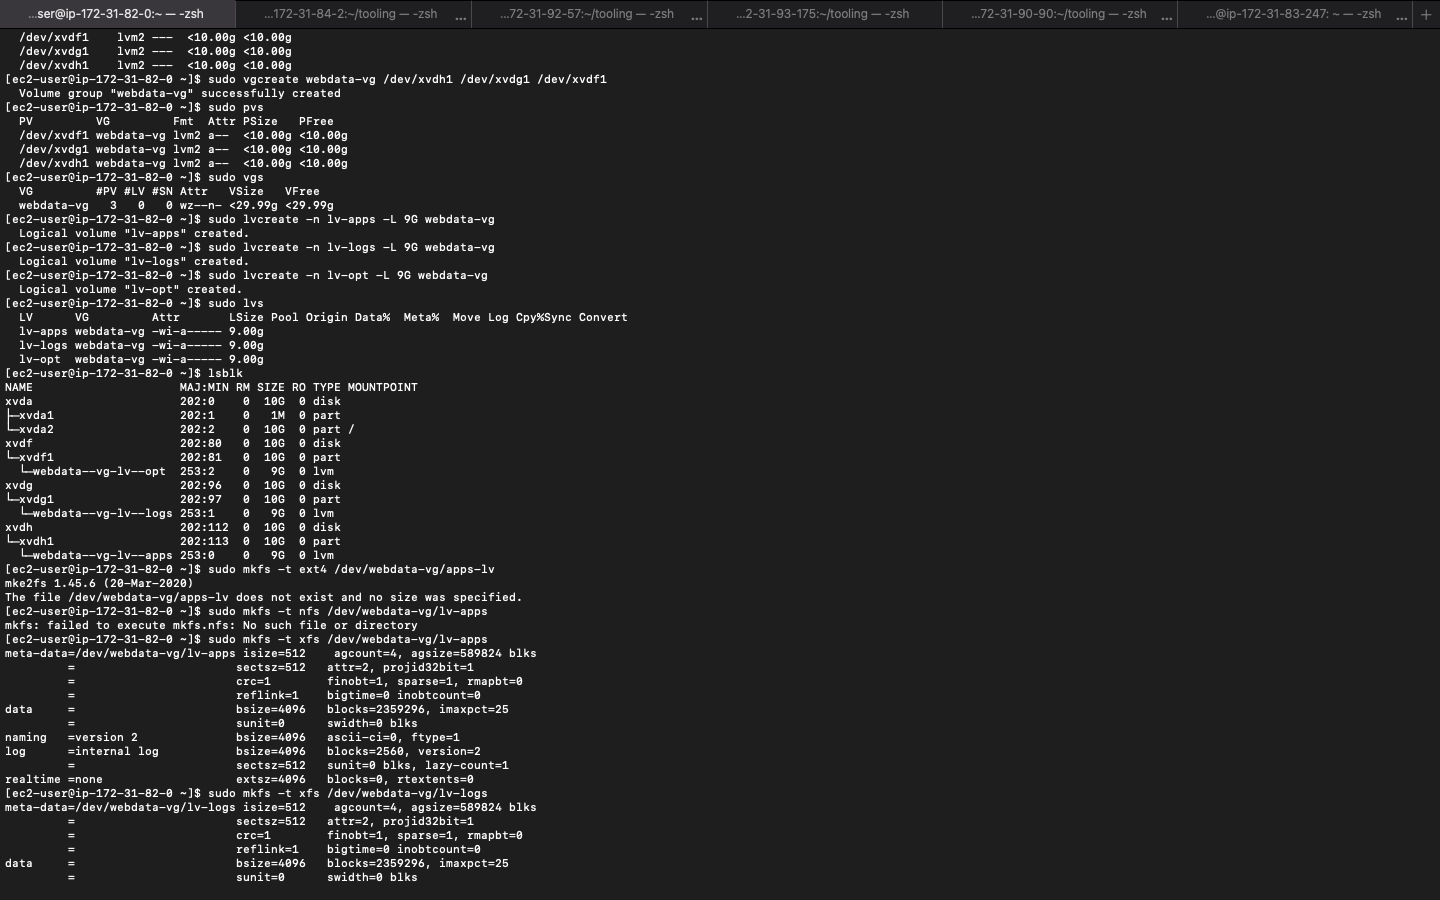 ...ser@ip-172-31-82-0:~ — -zsh
...172-31-84-2:~/tooling — -zsh ...
...72-31-92-57:~/tooling — -zsh ...
...2-31-93-175:~/tooling — -zsh
...72-31-90-90:~/tooling — -zsh ...
...@ip-172-31-83-247: ~ — -zsh ...
+
/dev/xvdf1    lvm2 ---  <10.00g <10.00g
/dev/xvdg1    lvm2 ---  <10.00g <10.00g
/dev/xvdh1    lvm2 ---  <10.00g <10.00g
[ec2-user@ip-172-31-82-0 ~]$ sudo vgcreate webdata-vg /dev/xvdh1 /dev/xvdg1 /dev/xvdf1
  Volume group "webdata-vg" successfully created
[ec2-user@ip-172-31-82-0 ~]$ sudo pvs
  PV         VG         Fmt  Attr PSize   PFree
  /dev/xvdf1 webdata-vg lvm2 a--  <10.00g <10.00g
  /dev/xvdg1 webdata-vg lvm2 a--  <10.00g <10.00g
  /dev/xvdh1 webdata-vg lvm2 a--  <10.00g <10.00g
[ec2-user@ip-172-31-82-0 ~]$ sudo vgs
  VG         #PV #LV #SN Attr   VSize   VFree
  webdata-vg   3   0   0 wz--n- <29.99g <29.99g
[ec2-user@ip-172-31-82-0 ~]$ sudo lvcreate -n lv-apps -L 9G webdata-vg
  Logical volume "lv-apps" created.
[ec2-user@ip-172-31-82-0 ~]$ sudo lvcreate -n lv-logs -L 9G webdata-vg
  Logical volume "lv-logs" created.
[ec2-user@ip-172-31-82-0 ~]$ sudo lvcreate -n lv-opt -L 9G webdata-vg
  Logical volume "lv-opt" created.
[ec2-user@ip-172-31-82-0 ~]$ sudo lvs
  LV      VG         Attr       LSize Pool Origin Data%  Meta%  Move Log Cpy%Sync Convert
  lv-apps webdata-vg -wi-a----- 9.00g
  lv-logs webdata-vg -wi-a----- 9.00g
  lv-opt  webdata-vg -wi-a----- 9.00g
[ec2-user@ip-172-31-82-0 ~]$ lsblk
NAME                     MAJ:MIN RM SIZE RO TYPE MOUNTPOINT
xvda                     202:0    0  10G  0 disk
├─xvda1                  202:1    0   1M  0 part
└─xvda2                  202:2    0  10G  0 part /
xvdf                     202:80   0  10G  0 disk
└─xvdf1                  202:81   0  10G  0 part
  └─webdata--vg-lv--opt  253:2    0   9G  0 lvm
xvdg                     202:96   0  10G  0 disk
└─xvdg1                  202:97   0  10G  0 part
  └─webdata--vg-lv--logs 253:1    0   9G  0 lvm
xvdh                     202:112  0  10G  0 disk
└─xvdh1                  202:113  0  10G  0 part
  └─webdata--vg-lv--apps 253:0    0   9G  0 lvm
[ec2-user@ip-172-31-82-0 ~]$ sudo mkfs -t ext4 /dev/webdata-vg/apps-lv
mke2fs 1.45.6 (20-Mar-2020)
The file /dev/webdata-vg/apps-lv does not exist and no size was specified.
[ec2-user@ip-172-31-82-0 ~]$ sudo mkfs -t nfs /dev/webdata-vg/lv-apps
mkfs: failed to execute mkfs.nfs: No such file or directory
[ec2-user@ip-172-31-82-0 ~]$ sudo mkfs -t xfs /dev/webdata-vg/lv-apps
meta-data=/dev/webdata-vg/lv-apps isize=512    agcount=4, agsize=589824 blks
         =                       sectsz=512   attr=2, projid32bit=1
         =                       crc=1        finobt=1, sparse=1, rmapbt=0
         =                       reflink=1    bigtime=0 inobtcount=0
data     =                       bsize=4096   blocks=2359296, imaxpct=25
         =                       sunit=0      swidth=0 blks
naming   =version 2              bsize=4096   ascii-ci=0, ftype=1
log      =internal log           bsize=4096   blocks=2560, version=2
         =                       sectsz=512   sunit=0 blks, lazy-count=1
realtime =none                   extsz=4096   blocks=0, rtextents=0
[ec2-user@ip-172-31-82-0 ~]$ sudo mkfs -t xfs /dev/webdata-vg/lv-logs
meta-data=/dev/webdata-vg/lv-logs isize=512    agcount=4, agsize=589824 blks
         =                       sectsz=512   attr=2, projid32bit=1
         =                       crc=1        finobt=1, sparse=1, rmapbt=0
         =                       reflink=1    bigtime=0 inobtcount=0
data     =                       bsize=4096   blocks=2359296, imaxpct=25
         =                       sunit=0      swidth=0 blks